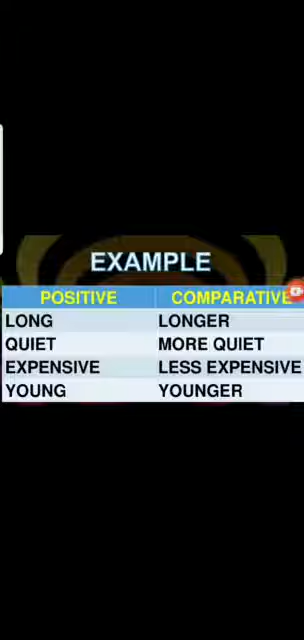 EXAMPLE
POSITIVE COMPARATIVE
LONG LONGER
QUIET MORE QUIET
EXPENSIVE LESS EXPENSIVE
YOUNG YOUNGER